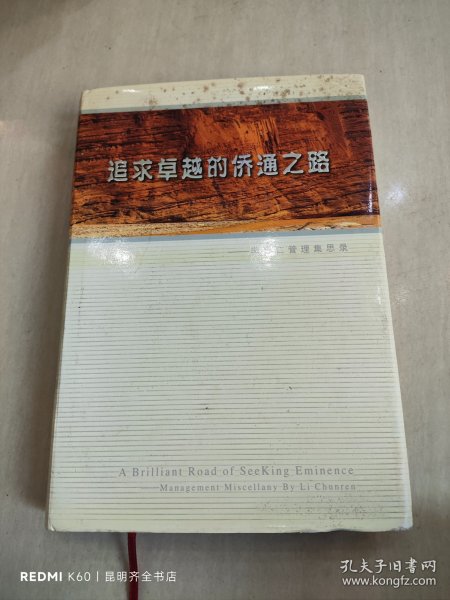 追求卓越的侨通之路
二管理集思录
A Brilliant Road of SeeKing Eminence
——Management Miscellany By Li Chunren
REDMI K60 | 昆明齐全书店
孔夫子旧书网
www.kongfz.com